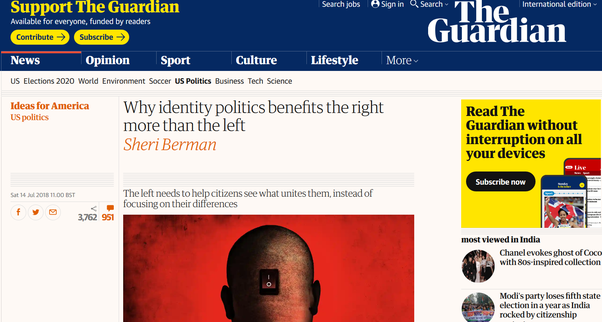 Support The Guardian
Available for everyone, funded by readers
Contribute
Subscribe
Search jobs
Sign in
Search
International edition
The Guardian
News
Opinion
Sport
Culture
Lifestyle
More
US Elections 2020 World Environment Soccer US Politics Business Tech Science
Ideas for America
US politics
Why identity politics benefits the right
more than the left
Sheri Berman
Sat 14 Jul 2018 11.00 BST
3,762
951
The left needs to help citizens see what unites them, instead of
focusing on their differences
Read The
Guardian without
interruption on all
your devices
Subscribe now
Live
most viewed in India
Chanel evokes ghost of Coco
with 80s-inspired collection
Modi's party loses fifth state
election in a year as India
rocked by citizenship